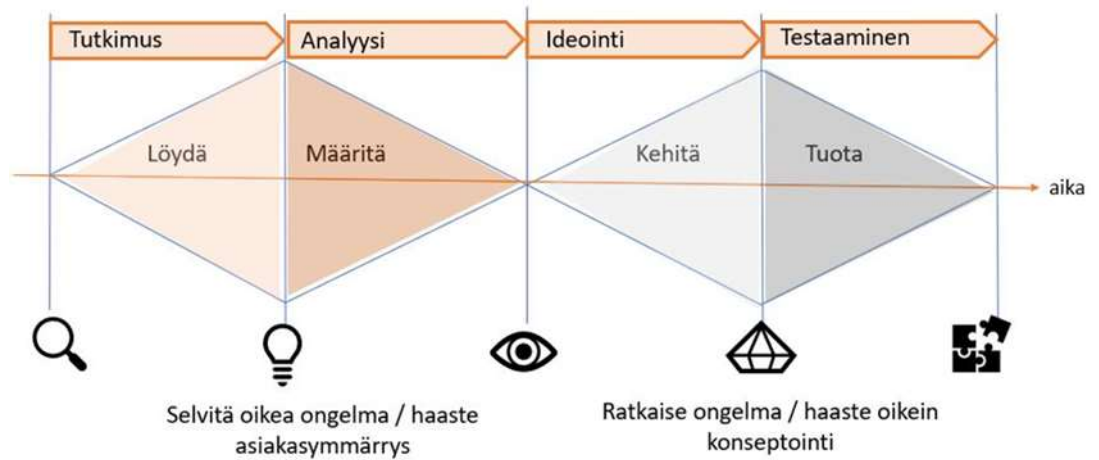 Tutkimus
Analyysi
Ideointi
Testaaminen
Löydä
Määritä
Kehitä
Tuota
aika
Selvitä oikea ongelma / haaste
asiakasymmärrys
Ratkaise ongelma / haaste oikein
konseptointi